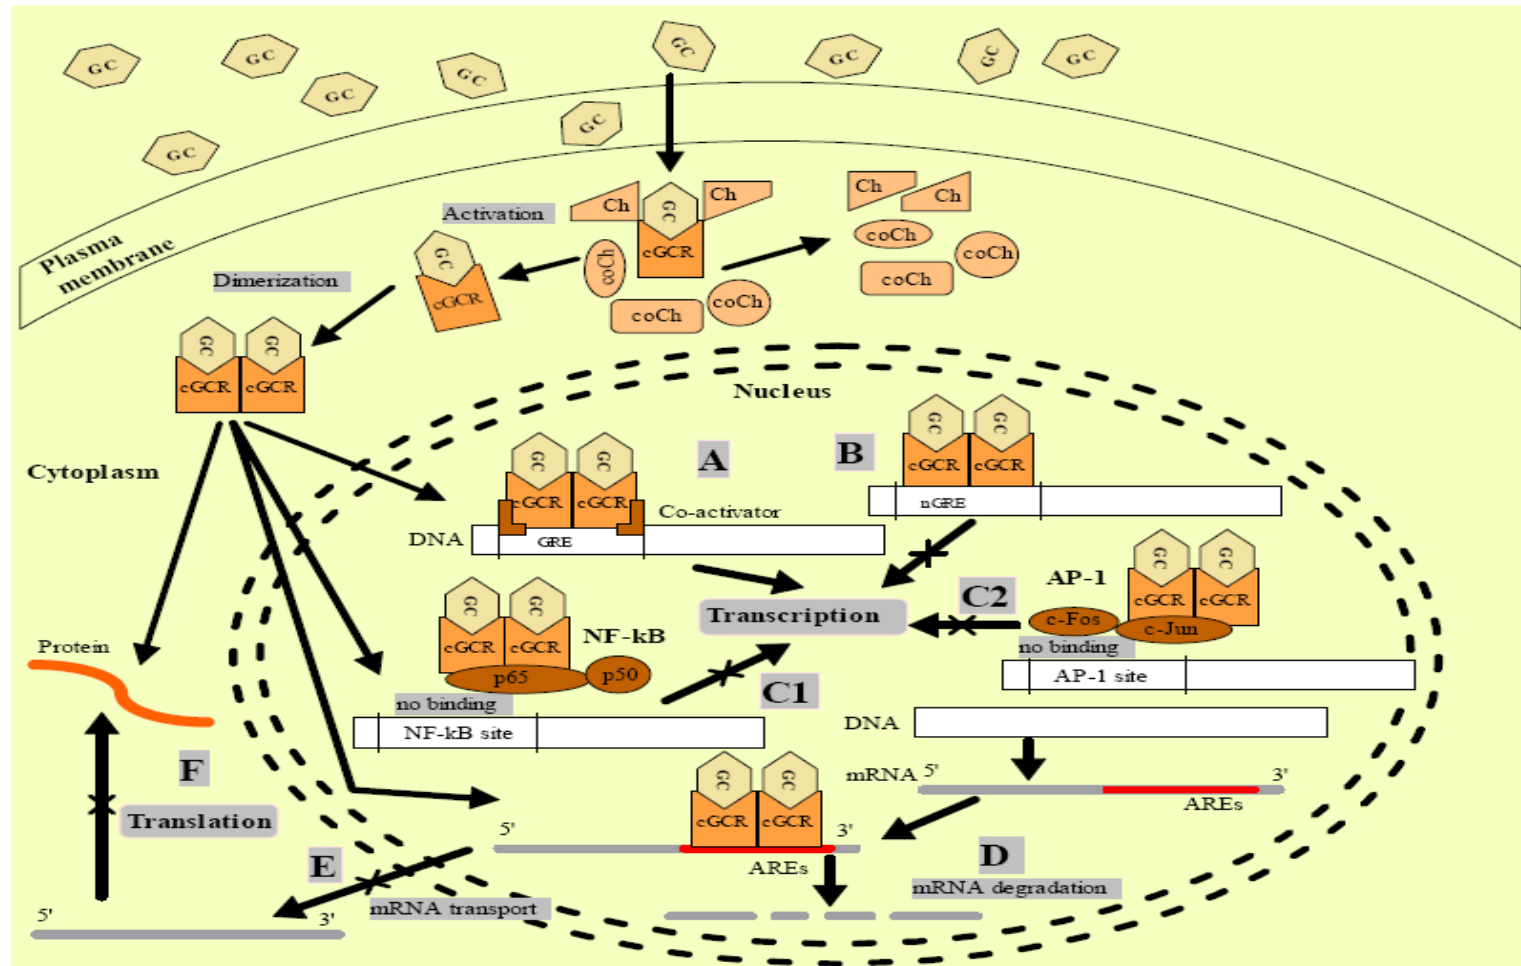 GC
GC
GC
GC
GC
GC
GC
GC
GC
GC
Plasma
membrane
Activation
Ch
GC
Ch
cGCR
coCh
coCh
coCh
Ch
Ch
coCh
coCh
coCh
GC
cGCR
Dimerization
GC
GC
cGCR
cGCR
Nucleus
Cytoplasm
GC
GC
cGCR
cGCR
A
Co-activator
DNA
GRE
B
GC
GC
cGCR
cGCR
nGRE
Transcription
GC
GC
cGCR
cGCR
NF-kB
p65
p50
no binding
NF-kB site
C1
C2
AP-1
GC
GC
cGCR
cGCR
c-Fos
c-Jun
no binding
AP-1 site
DNA
mRNA 5'
3'
AREs
Protein
F
Translation
5'
3'
E
mRNA transport
5'
GC
GC
cGCR
cGCR
3'
AREs
D
mRNA degradation